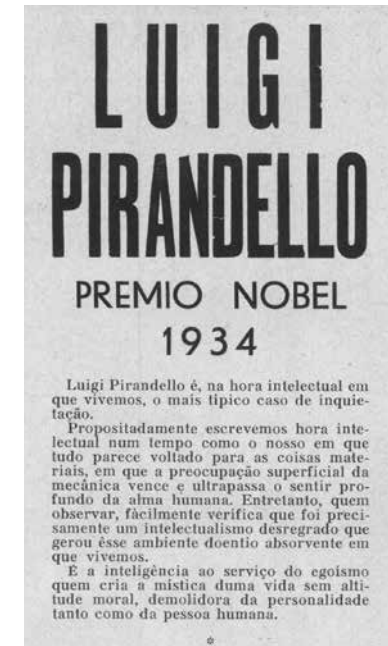 LUIGI
PIRANDELLO
PREMIO NOBEL
1934
Luigi Pirandello é, na hora intelectual em
que vivemos, o mais tipico caso de inquie-
tação.
Propositadamente escrevemos hora inte-
lectual num tempo como o nosso em que
tudo parece voltado para as coisas mate-
riais, em que a preocupação superficial da
mecânica vence e ultrapassa o sentir pro-
fundo da alma humana. Entretanto, quem
observar, fàcilmente verifica que foi preci-
samente um intelectualismo desregrado que
gerou êsse ambiente doentio absorvente em
que vivemos.
É a inteligência ao serviço do egoismo
quem cria a mistica duma vida sem alti-
tude moral, demolidora da personalidade
tanto como da pessoa humana.
*